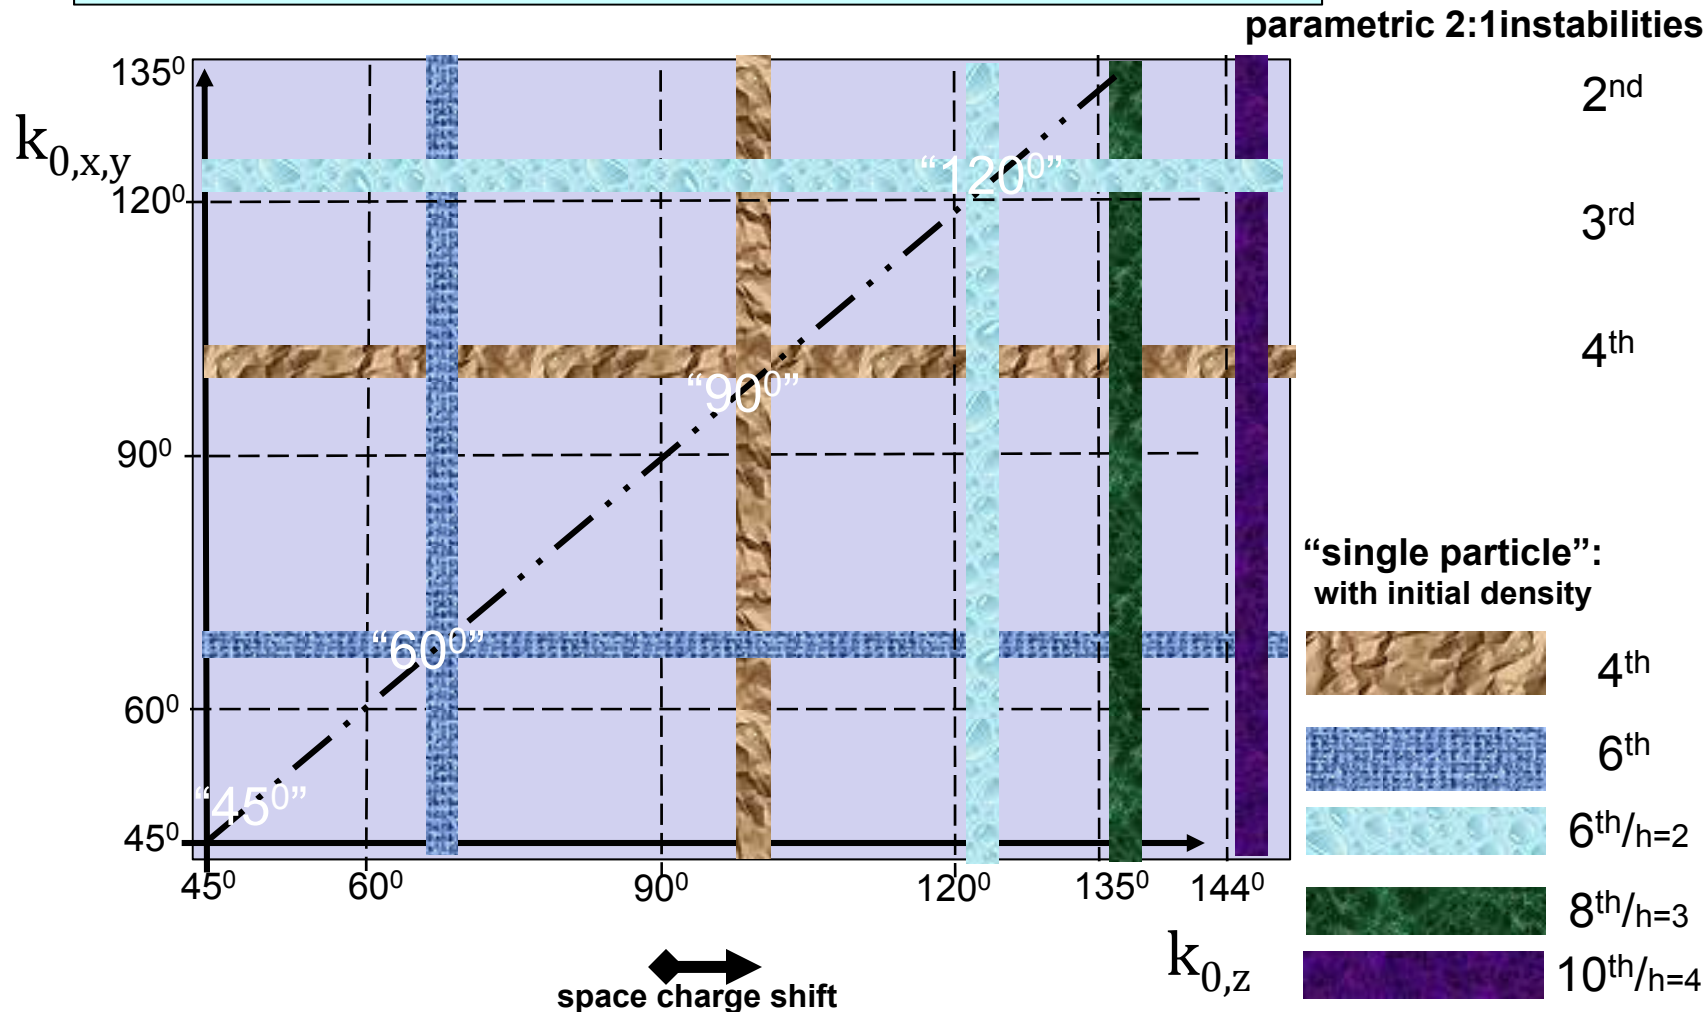 parametric 2:1instabilities
135⁰
2ⁿᵈ
k₀,ₓ,ᵧ
“120⁰”
120⁰
3ʳᵈ
4ᵗʰ
“90⁰”
90⁰
“single particle”:
with initial density
“60⁰”
4ᵗʰ
60⁰
6ᵗʰ
“45⁰”
6ᵗʰ/h=2
45⁰
45⁰ 60⁰ 90⁰ 120⁰ 135⁰ 144⁰
8ᵗʰ/h=3
k₀,z
10ᵗʰ/h=4
space charge shift